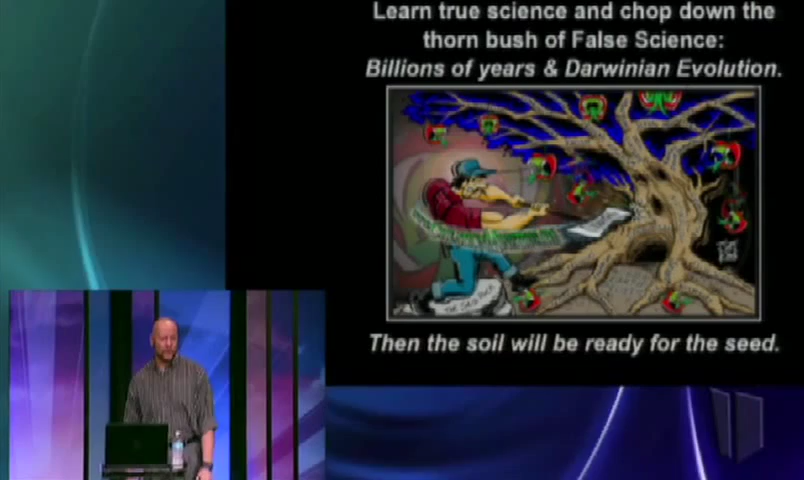 Learn true science and chop down the
thorn bush of False Science:
Billions of years & Darwinian Evolution.
Then the soil will be ready for the seed.